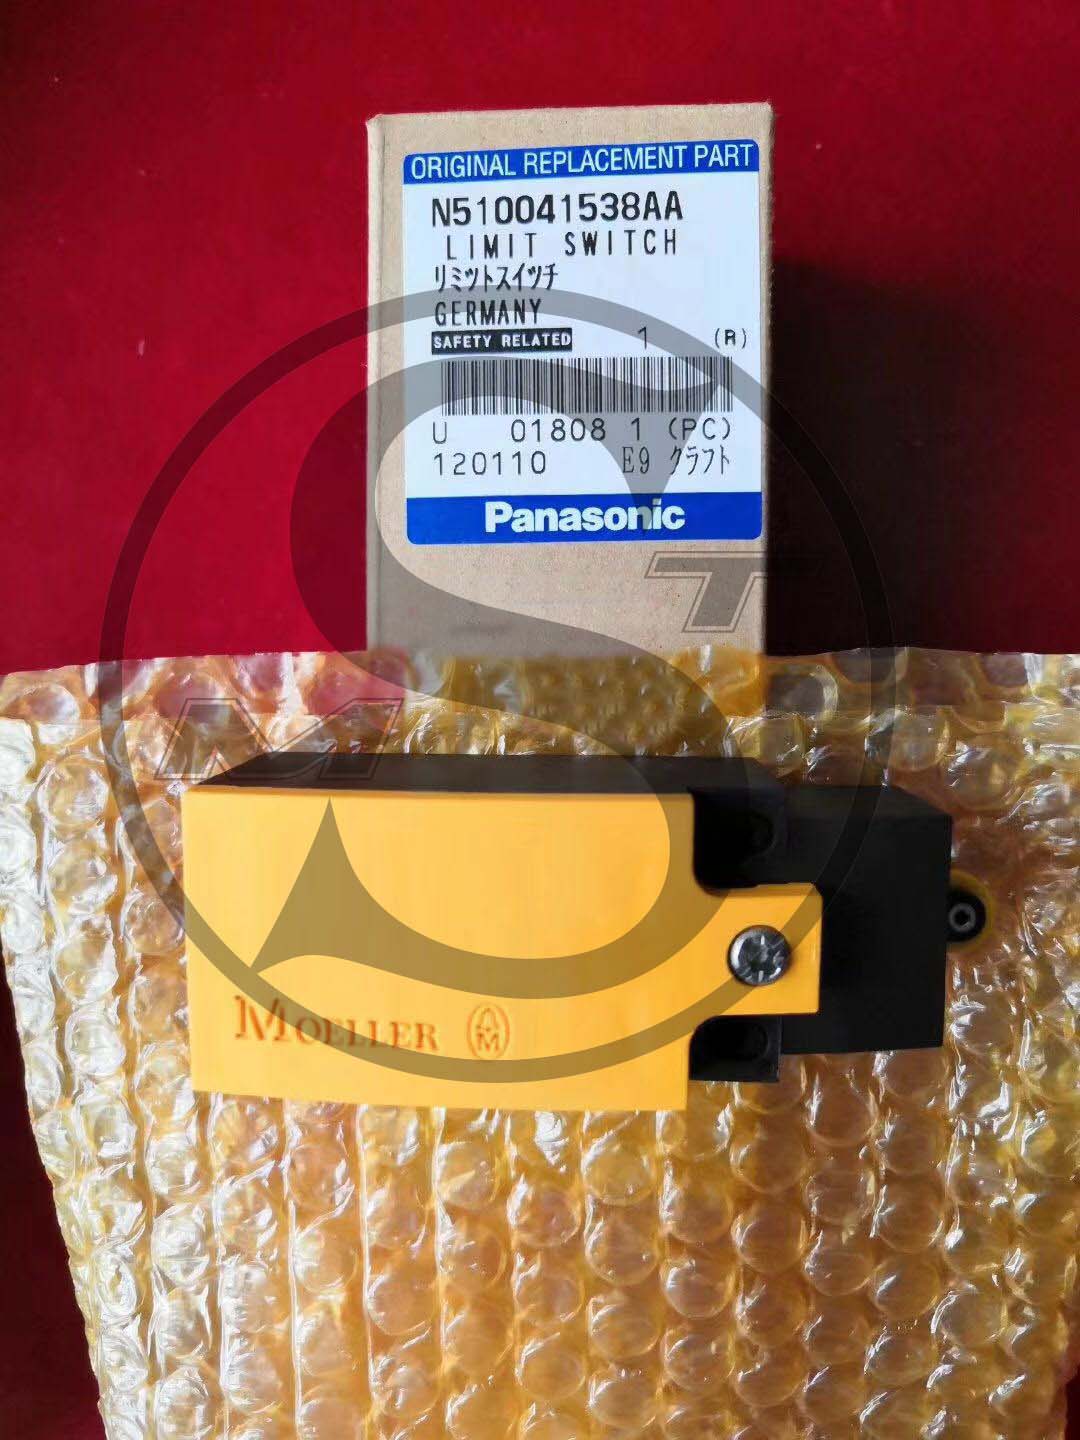 ORIGINAL REPLACEMENT PART
N510041538AA
LIMIT SWITCH
リミットスイッチ
GERMANY
SAFETY RELATED 1 (R)
U 01808 1 (PC)
120110 E9 クラフト
Panasonic
S
T
M
MOELLER M